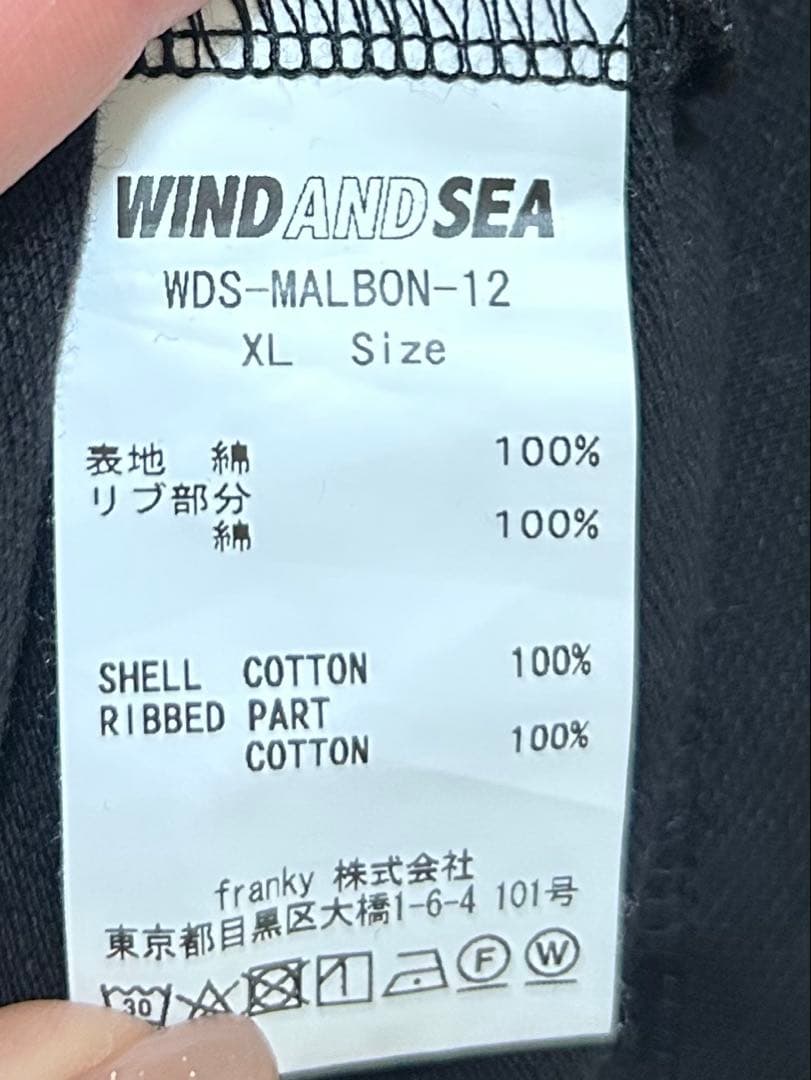 WINDANDSEA
WDS-MALBON-12
XL Size
表地 綿 100%
リブ部分
綿 100%
SHELL COTTON 100%
RIBBED PART
COTTON 100%
franky 株式会社
東京都目黒区大橋1-6-4 101号
30 F W